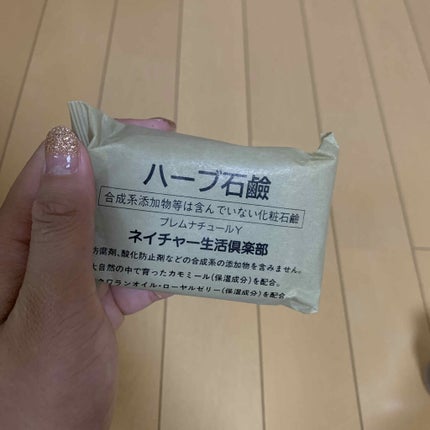 ハーブ石鹸
合成系添加物等は含んでいない化粧石鹸
プレムナチュールY
ネイチャー生活倶楽部
防腐剤、酸化防止剤などの合成系の添加物を含みません。
大自然の中で育ったカモミール(保湿成分)を配合。
クワランオイル・ローヤルゼリー(保湿成分)を配合